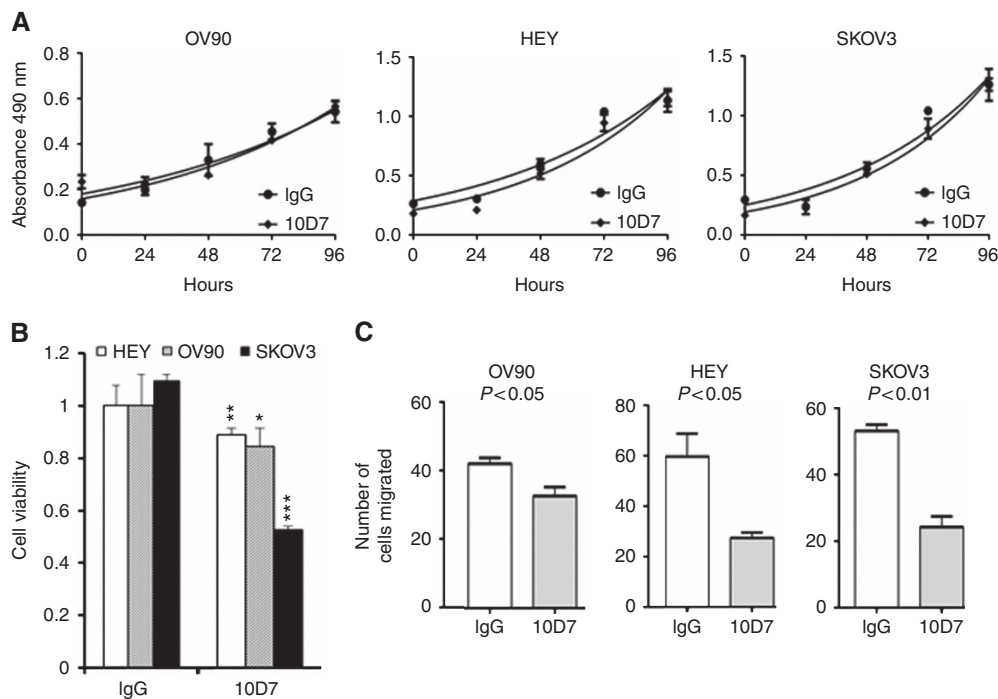 A
OV90
HEY
SKOV3
Absorbance 490 nm
0.8
0.6
0.4
0.2
0.0
IgG
10D7
0 24 48 72 96
Hours
1.5
1.0
0.5
0.0
IgG
10D7
0 24 48 72 96
Hours
1.5
1.0
0.5
0.0
IgG
10D7
0 24 48 72 96
Hours
B
HEY OV90 SKOV3
Cell viability
1.2
1
0.8
0.6
0.4
0.2
0
**
*
***
IgG 10D7
C
Number of
cells migrated
OV90
P<0.05
60
40
20
0
IgG 10D7
HEY
P<0.05
80
60
40
20
0
IgG 10D7
SKOV3
P<0.01
60
40
20
0
IgG 10D7